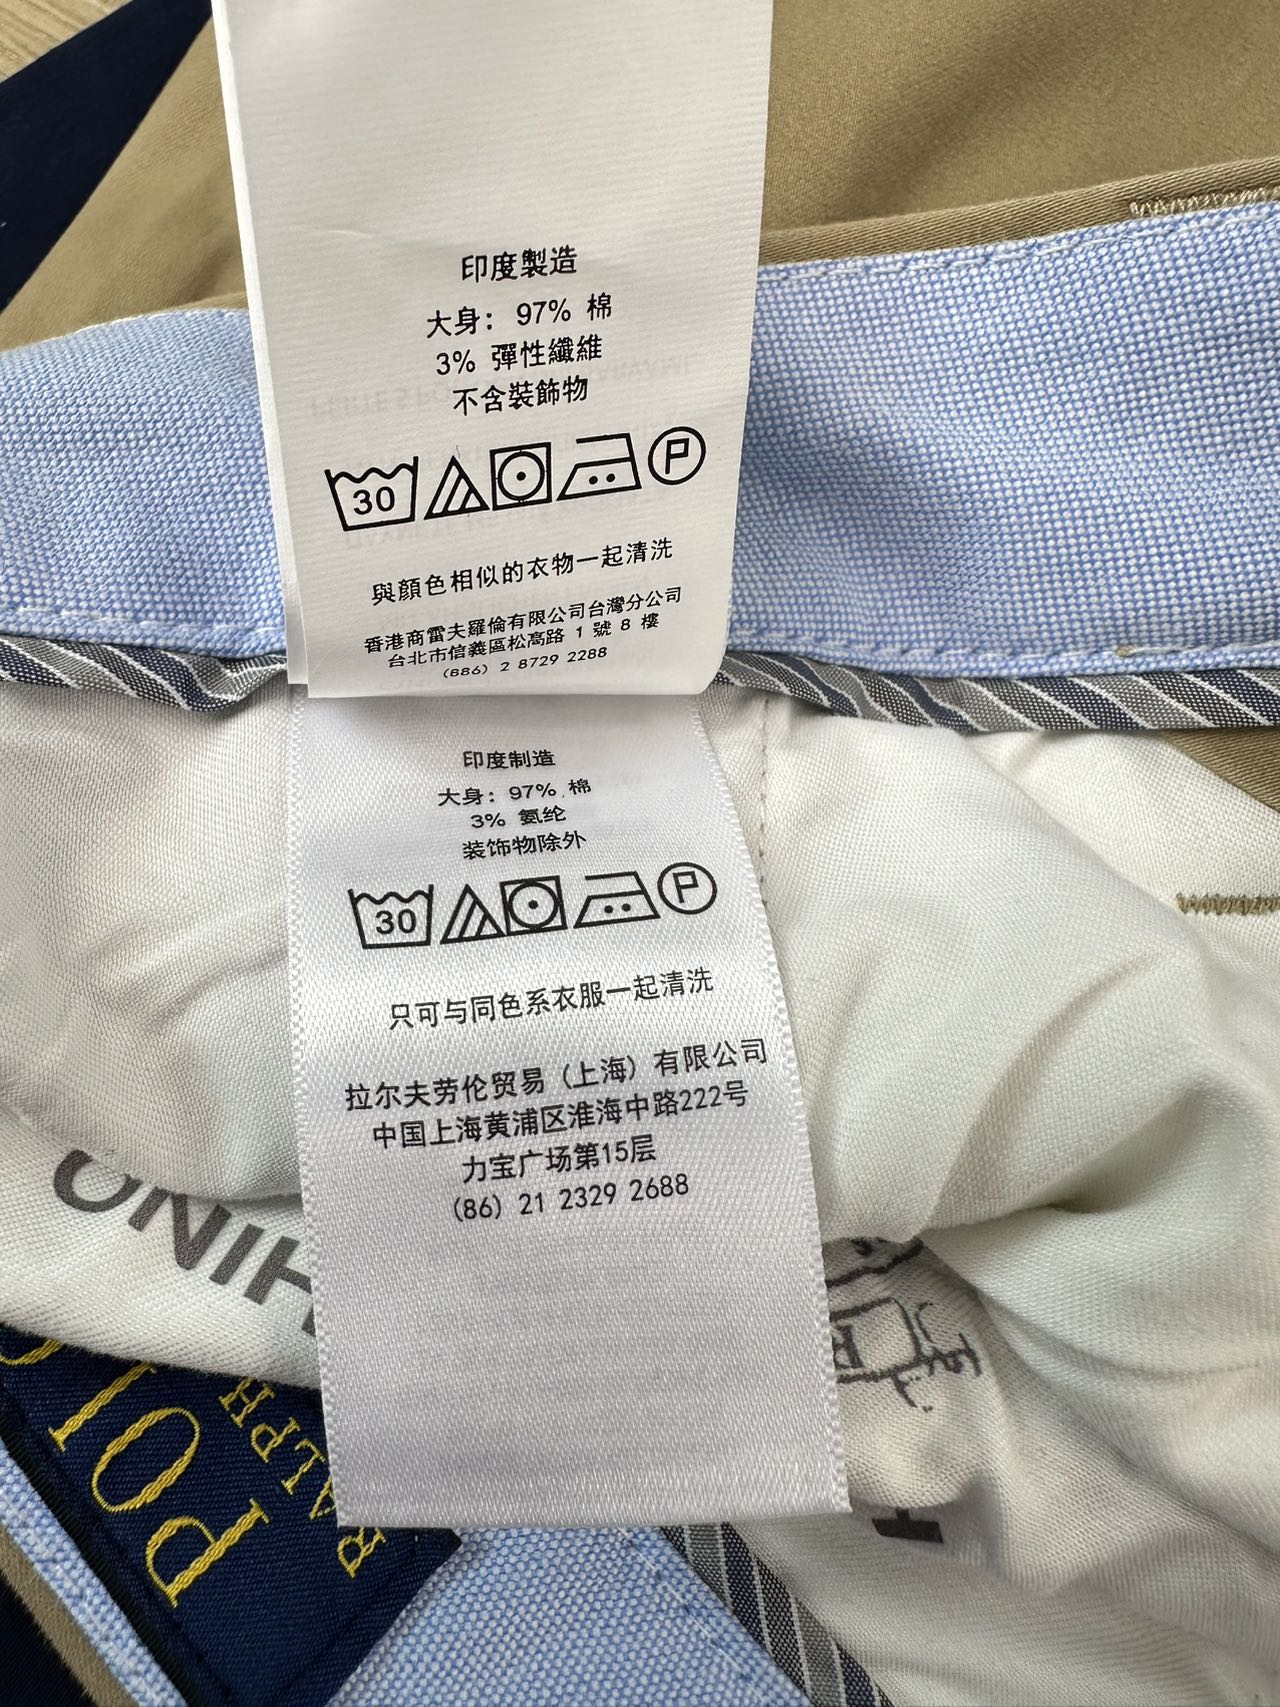 印度製造
大身: 97% 棉
3% 彈性纖維
不含裝飾物
30
P
與顏色相似的衣物一起清洗
香港商雷夫羅倫有限公司台灣分公司
台北市信義區松高路 1 號 8 樓
(886) 2 8729 2288
印度制造
大身: 97% 棉
3% 氨纶
装饰物除外
30
P
只可与同色系衣服一起清洗
拉尔夫劳伦贸易 (上海) 有限公司
中国上海黄浦区淮海中路222号
力宝广场第15层
(86) 21 2329 2688
POL
RALPH